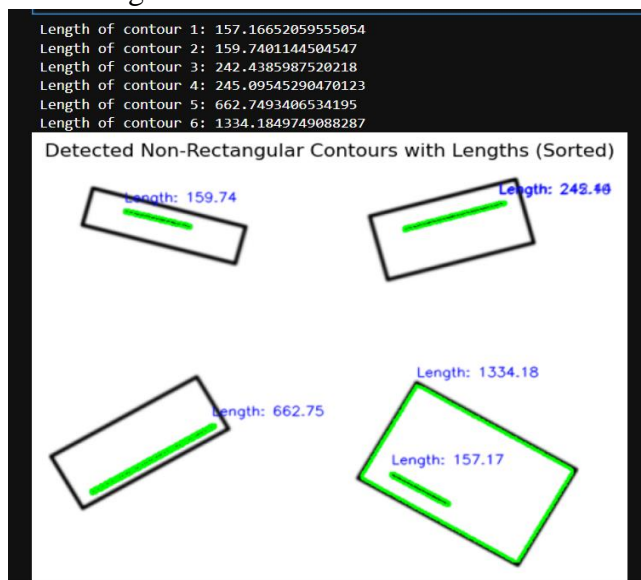 Length of contour 1: 157.16652059555054
Length of contour 2: 159.7401144504547
Length of contour 3: 242.4385987520218
Length of contour 4: 245.09545290470123
Length of contour 5: 662.7493406534195
Length of contour 6: 1334.1849749088287
Detected Non-Rectangular Contours with Lengths (Sorted)
Length: 159.74
Length:
Length: 1334.18
Length: 662.75
Length: 157.17